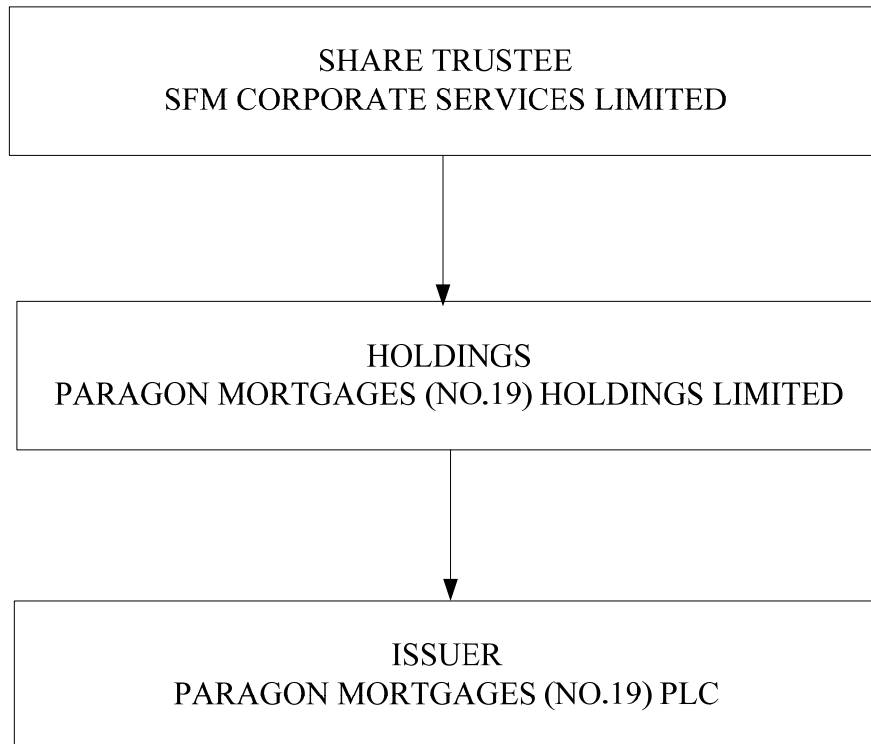 SHARE TRUSTEE
SFM CORPORATE SERVICES LIMITED
HOLDINGS
PARAGON MORTGAGES (NO.19) HOLDINGS LIMITED
ISSUER
PARAGON MORTGAGES (NO.19) PLC